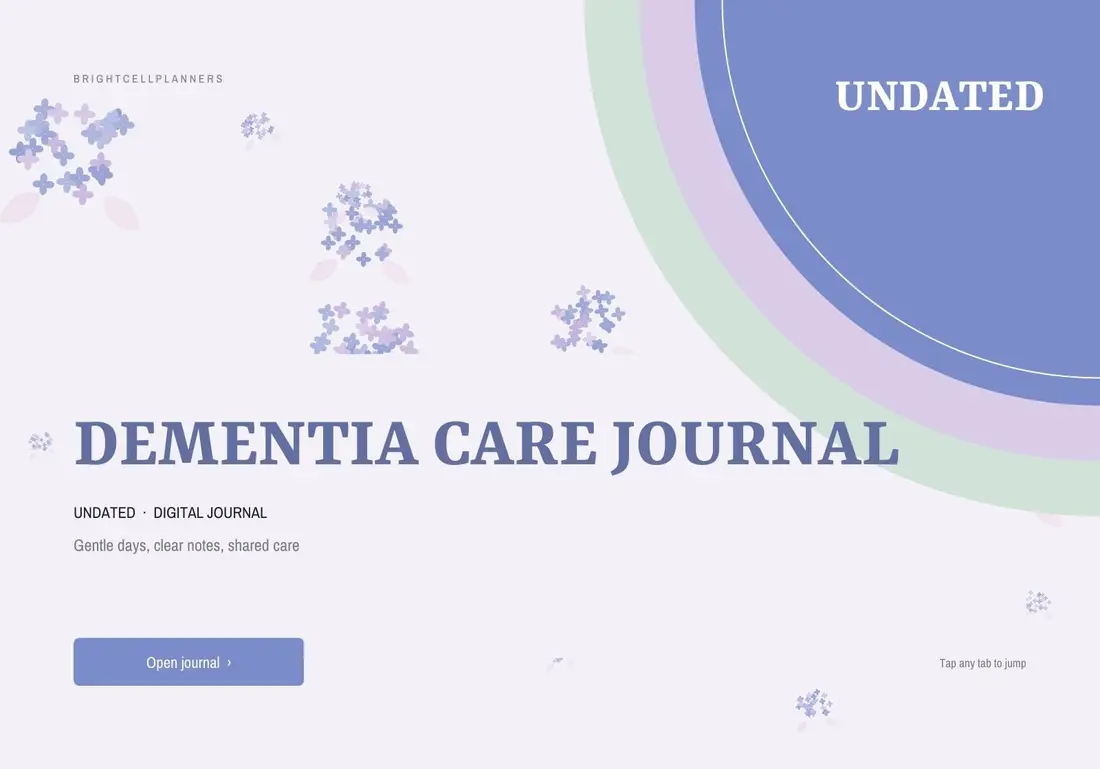 BRIGHTCELLPLANNERS
UNDATED
DEMENTIA CARE JOURNAL
UNDATED · DIGITAL JOURNAL
Gentle days, clear notes, shared care
Open journal ›
Tap any tab to jump